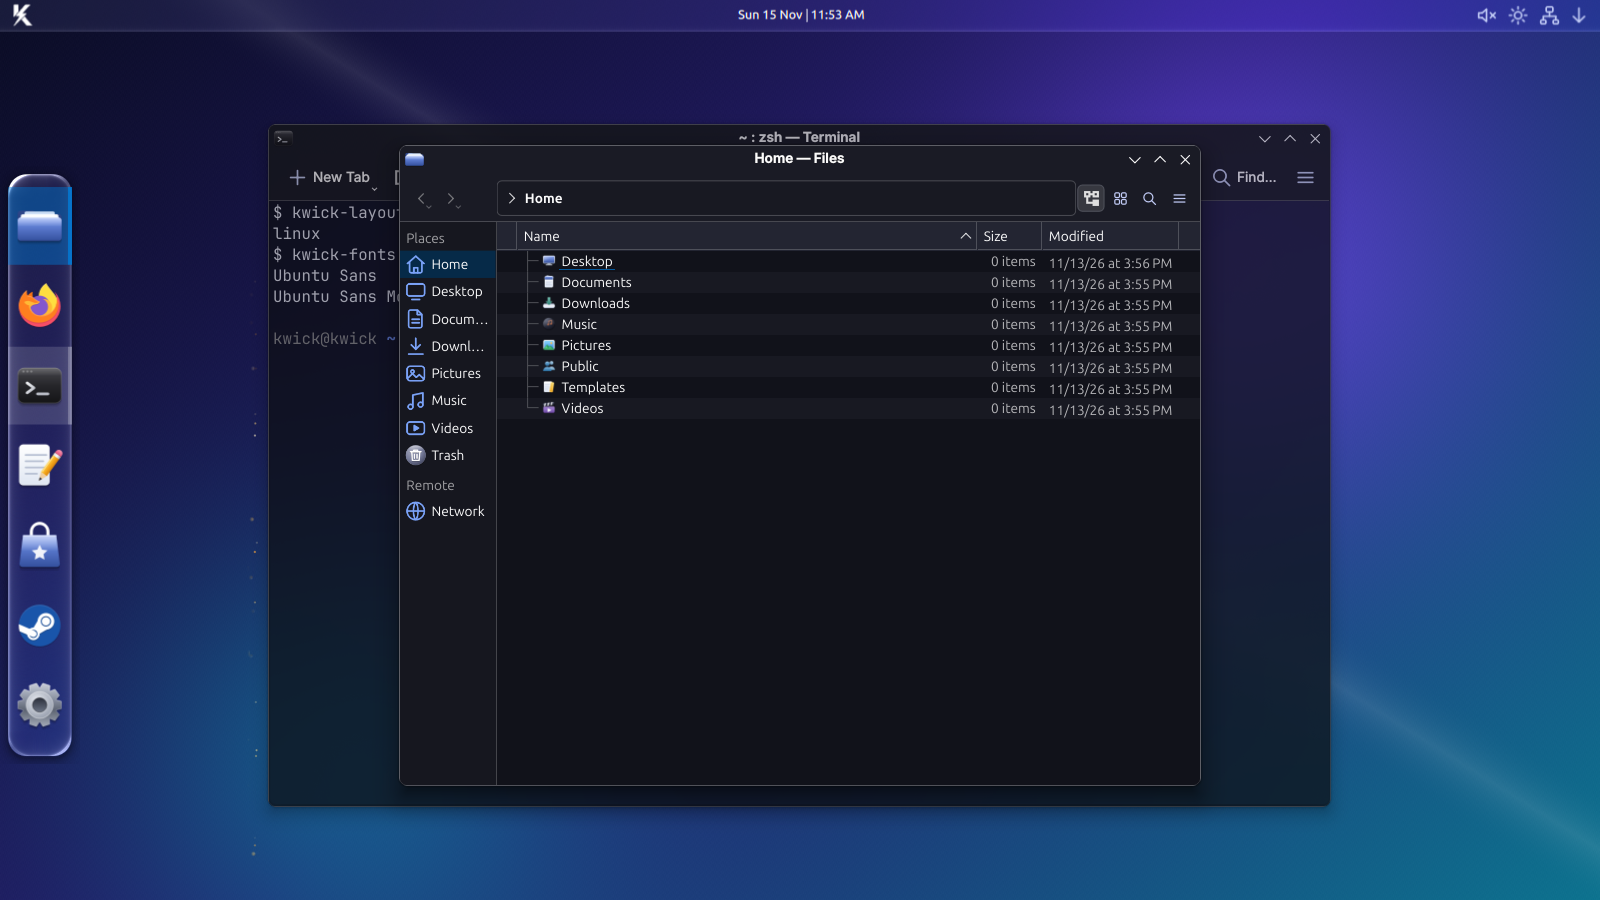 Sun 15 Nov | 11:53 AM
~ : zsh — Terminal
New Tab
Find...
$ kwick-layou
linux
$ kwick-fonts
Ubuntu Sans
Ubuntu Sans M
kwick@kwick ~
Home — Files
Home
Places
Home
Desktop
Docum...
Downl...
Pictures
Music
Videos
Trash
Remote
Network
Name Size Modified
Desktop 0 items 11/13/26 at 3:56 PM
Documents 0 items 11/13/26 at 3:55 PM
Downloads 0 items 11/13/26 at 3:55 PM
Music 0 items 11/13/26 at 3:55 PM
Pictures 0 items 11/13/26 at 3:55 PM
Public 0 items 11/13/26 at 3:55 PM
Templates 0 items 11/13/26 at 3:55 PM
Videos 0 items 11/13/26 at 3:55 PM